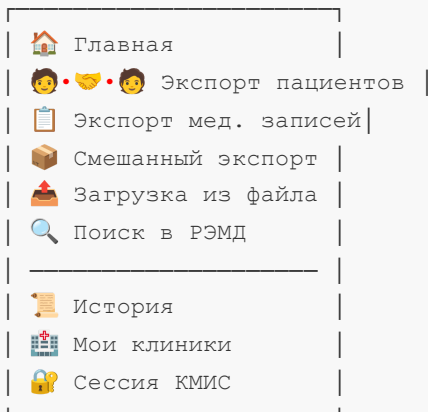 🏠 Главная
🧑•🤝•🧑 Экспорт пациентов
📋 Экспорт мед. записей
📦 Смешанный экспорт
📤 Загрузка из файла
🔍 Поиск в РЭМД
📜 История
🏥 Мои клиники
🔐 Сессия КМИС